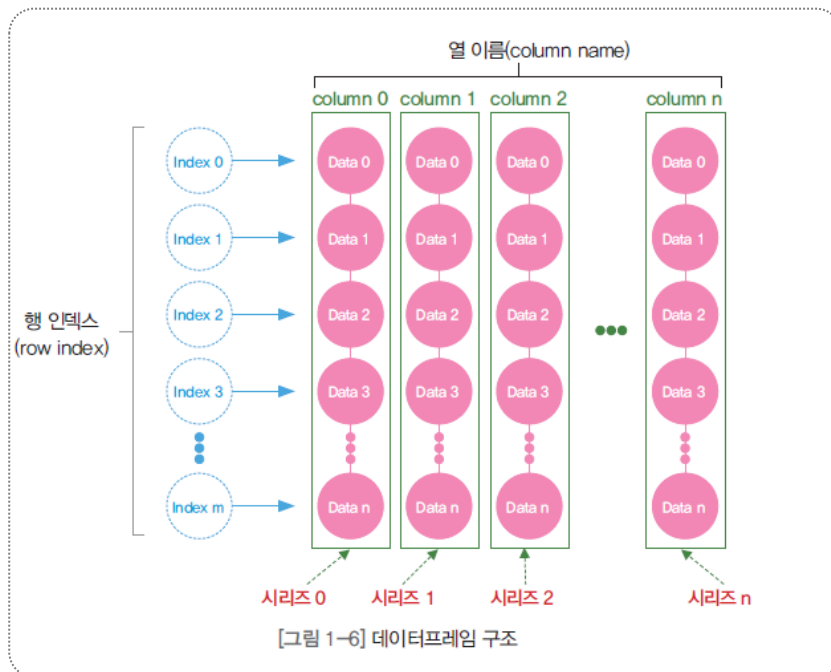 열 이름(column name)
column 0 column 1 column 2 column n
Index 0 Data 0 Data 0 Data 0 Data 0
Index 1 Data 1 Data 1 Data 1 Data 1
Index 2 Data 2 Data 2 Data 2 Data 2
행 인덱스
(row index)
Index 3 Data 3 Data 3 Data 3 Data 3
Index m Data n Data n Data n Data n
시리즈 0 시리즈 1 시리즈 2 시리즈 n
[그림 1-6] 데이터프레임 구조